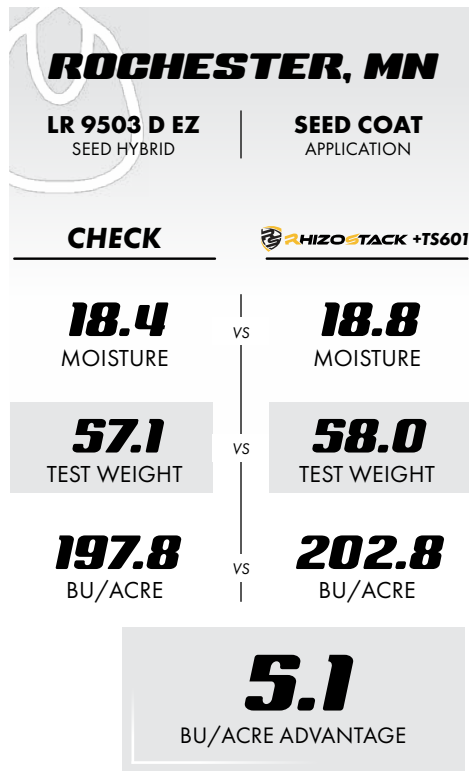 ROCHESTER, MN
LR 9503 D EZ
SEED HYBRID
SEED COAT
APPLICATION
CHECK
RHIZOSTACK +TS601
18.4
MOISTURE
vs
18.8
MOISTURE
57.1
TEST WEIGHT
vs
58.0
TEST WEIGHT
197.8
BU/ACRE
vs
202.8
BU/ACRE
5.1
BU/ACRE ADVANTAGE